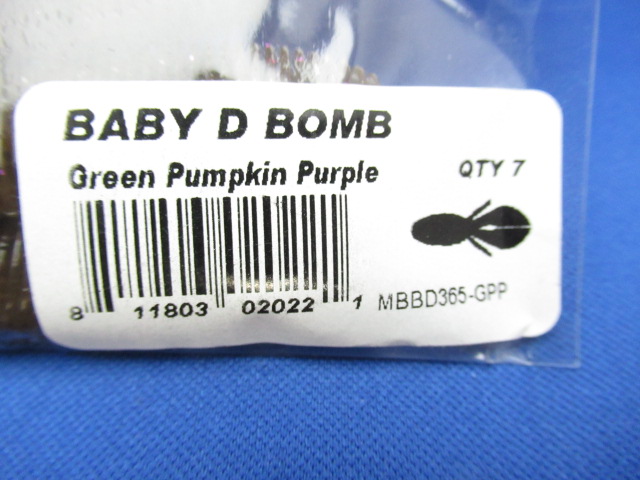 BABY D BOMB
Green Pumpkin Purple
QTY 7
8 11803 02022 1
MBBD365-GPP